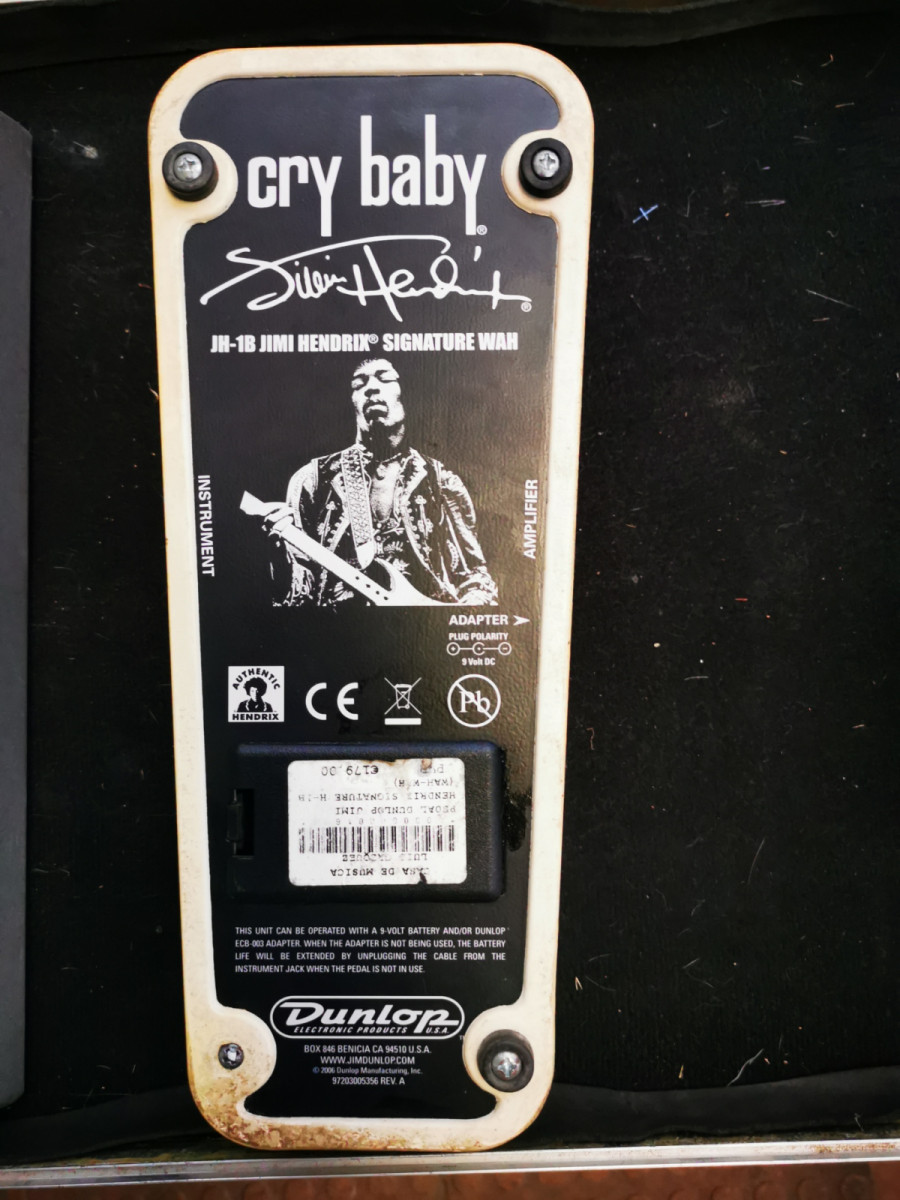 cry baby®
Jimi Hendrix®
JH-1B JIMI HENDRIX® SIGNATURE WAH
INSTRUMENT
AMPLIFIER
ADAPTER
PLUG POLARITY
9 Volt DC
AUTHENTIC
HENDRIX
CE
Pb
CASA DE MUSICA
LUIS
PEDAL DUNLOP JIMI
HENDRIX SIGNATURE
€179.00
THIS UNIT CAN BE OPERATED WITH A 9-VOLT BATTERY AND/OR DUNLOP
ECB-003 ADAPTER. WHEN THE ADAPTER IS NOT BEING USED, THE BATTERY
LIFE WILL BE EXTENDED BY UNPLUGGING THE CABLE FROM THE
INSTRUMENT JACK WHEN THE PEDAL IS NOT IN USE.
Dunlop
ELECTRONIC PRODUCTS U.S.A.
BOX 846 BENICIA CA 94510 U.S.A.
WWW.JIMDUNLOP.COM
© 2006 Dunlop Manufacturing, Inc.
97203005356 REV. A